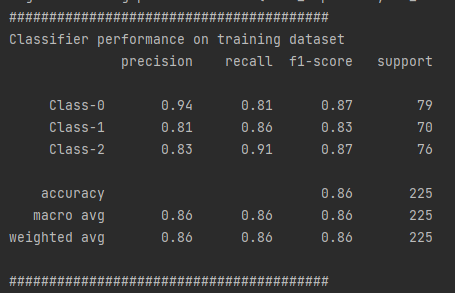 ########################################
Classifier performance on training dataset
precision recall f1-score support
Class-0 0.94 0.81 0.87 79
Class-1 0.81 0.86 0.83 70
Class-2 0.83 0.91 0.87 76
accuracy 0.86 225
macro avg 0.86 0.86 0.86 225
weighted avg 0.86 0.86 0.86 225
########################################